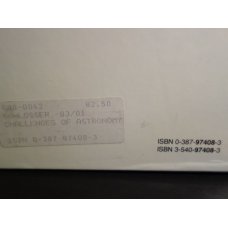 82.50
SCHLOSSER 03/01
CHALLENGES OF ASTRONOMY
ISBN 0-387-97408-3
ISBN 0-387-97408-3
ISBN 3-540-97408-3